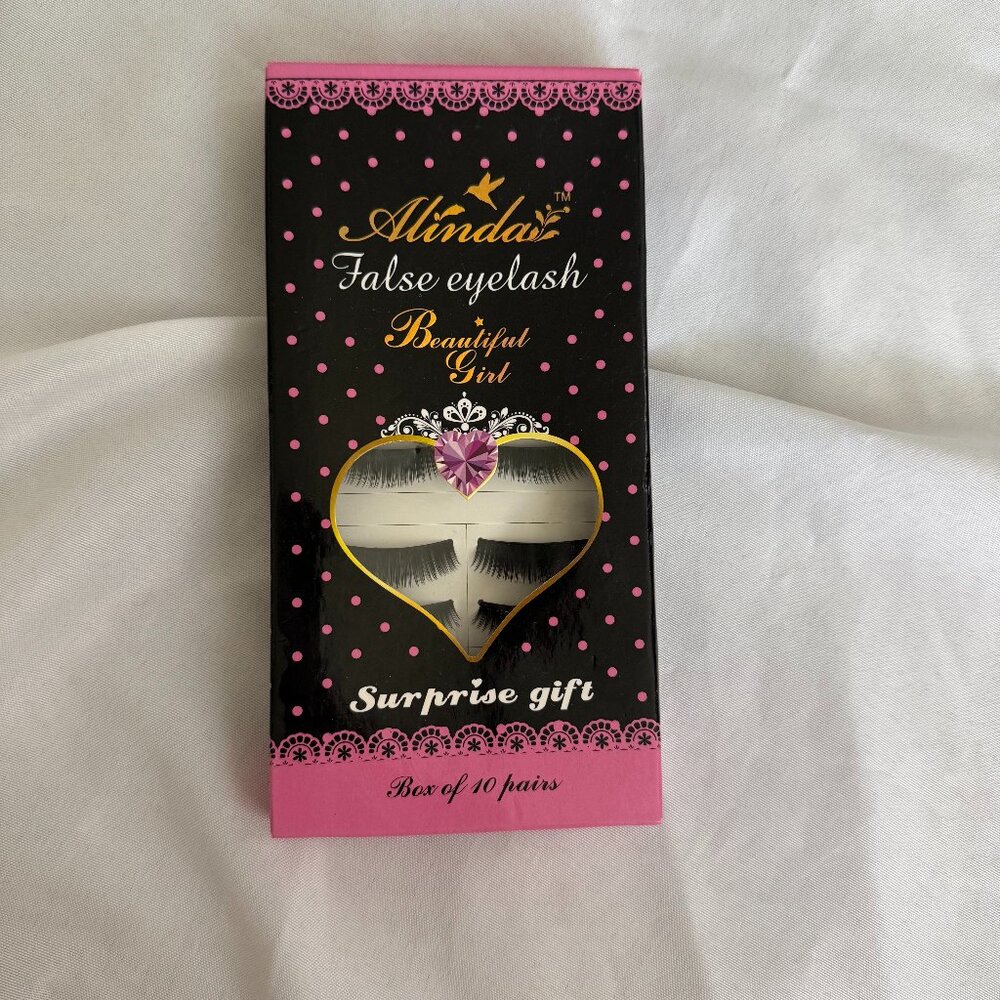 Alinda™
False eyelash
Beautiful
Girl
Surprise gift
Box of 10 pairs